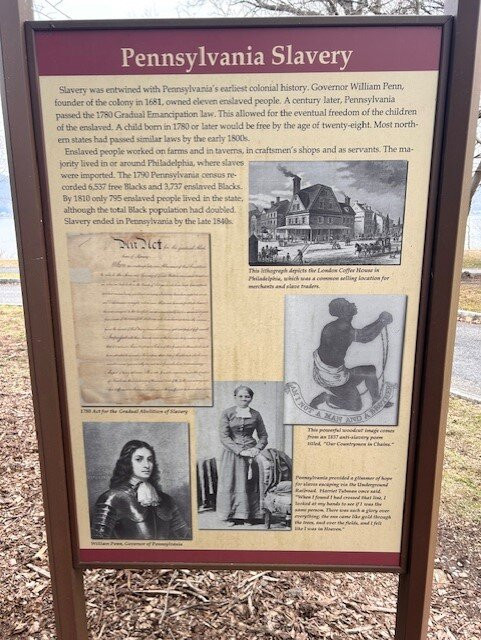 Pennsylvania Slavery
Slavery was entwined with Pennsylvania's earliest colonial history. Governor William Penn,
founder of the colony in 1681, owned eleven enslaved people. A century later, Pennsylvania
passed the 1780 Gradual Emancipation law. This allowed for the eventual freedom of the children
of the enslaved. A child born in 1780 or later would be free by the age of twenty-eight. Most north-
ern states had passed similar laws by the early 1800s.
Enslaved people worked on farms and in taverns, in craftsmen's shops and as servants. The ma-
jority lived in or around Philadelphia, where slaves
were imported. The 1790 Pennsylvania census re-
corded 6,537 free Blacks and 3,737 enslaved Blacks.
By 1810 only 795 enslaved people lived in the state,
although the total Black population had doubled.
Slavery ended in Pennsylvania by the late 1840s.
This lithograph depicts the London Coffee House in
Philadelphia, which was a common selling location for
merchants and slave traders.
An Act
1780 Act for the Gradual Abolition of Slavery
AM I NOT A MAN AND A BROTHER
This powerful woodcut image comes
from an 1837 anti-slavery poem
titled, "Our Countrymen in Chains."
William Penn, Governor of Pennsylvania
Pennsylvania provided a glimmer of hope
for slaves escaping via the Underground
Railroad. Harriet Tubman once said,
"When I found I had crossed that line, I
looked at my hands to see if I was the
same person. There was such a glory over
everything; the sun came like gold through
the trees, and over the fields, and I felt
like I was in Heaven."